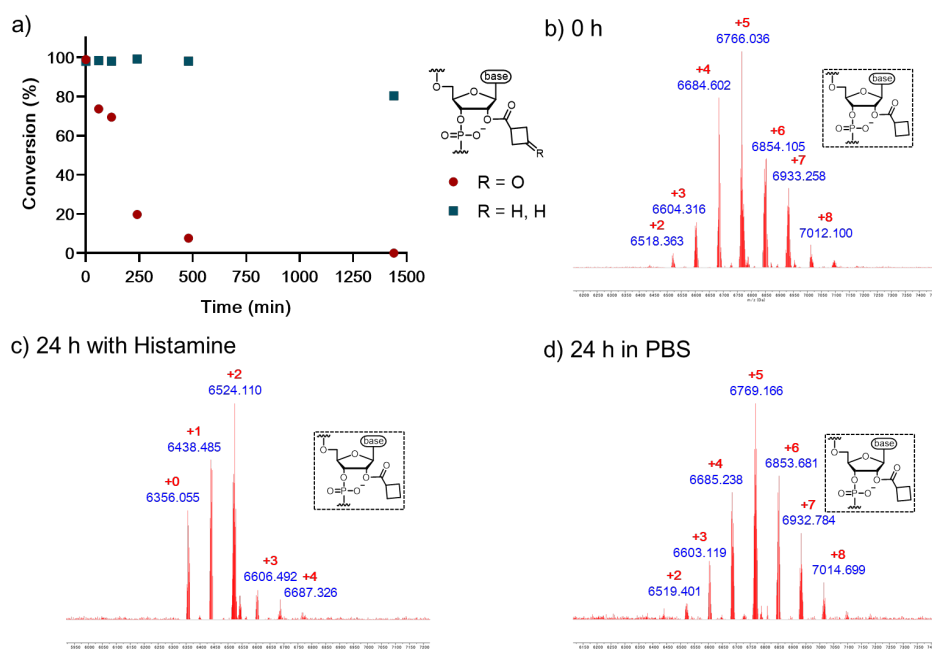 a)
100
80
60
40
20
0
Conversion (%)
0
250
500
750
1000
1250
1500
Time (min)
base
O
O
O
O
O=P-O−
O
R
R = O
R = H, H
b) 0 h
+2
6518.363
+3
6604.316
+4
6684.602
+5
6766.036
+6
6854.105
+7
6933.258
+8
7012.100
base
O
O
O
O
O=P-O−
O
c) 24 h with Histamine
+0
6356.055
+1
6438.485
+2
6524.110
+3
6606.492
+4
6687.326
base
O
O
O
O
O=P-O−
O
d) 24 h in PBS
+2
6519.401
+3
6603.119
+4
6685.238
+5
6769.166
+6
6853.681
+7
6932.784
+8
7014.699
base
O
O
O
O
O=P-O−
O